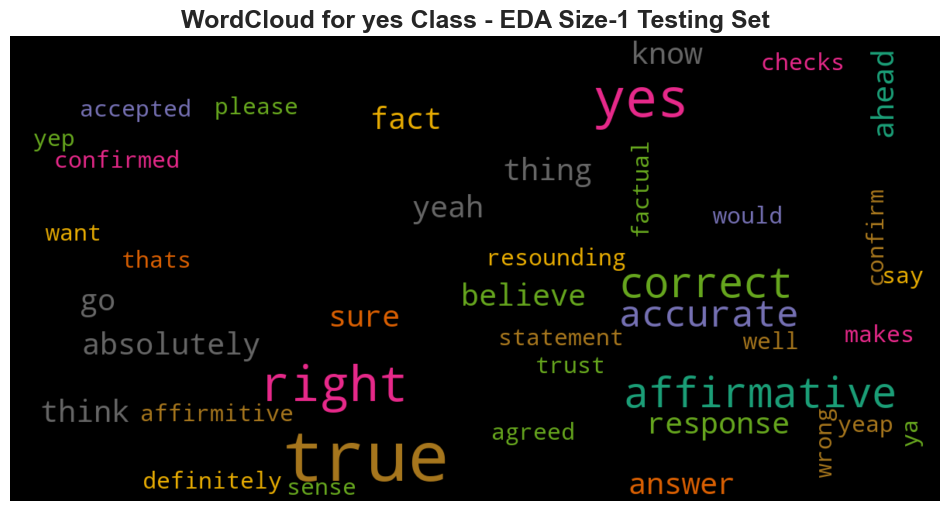 WordCloud for yes Class - EDA Size-1 Testing Set
know
checks
ahead
yes
accepted
please
fact
yep
confirmed
thing
factual
yeah
would
confirm
want
thats
resounding
say
correct
believe
go
sure
accurate
absolutely
statement
well
makes
trust
right
affirmative
think
affirmitive
response
wrong
yeap
ya
agreed
true
definitely
sense
answer